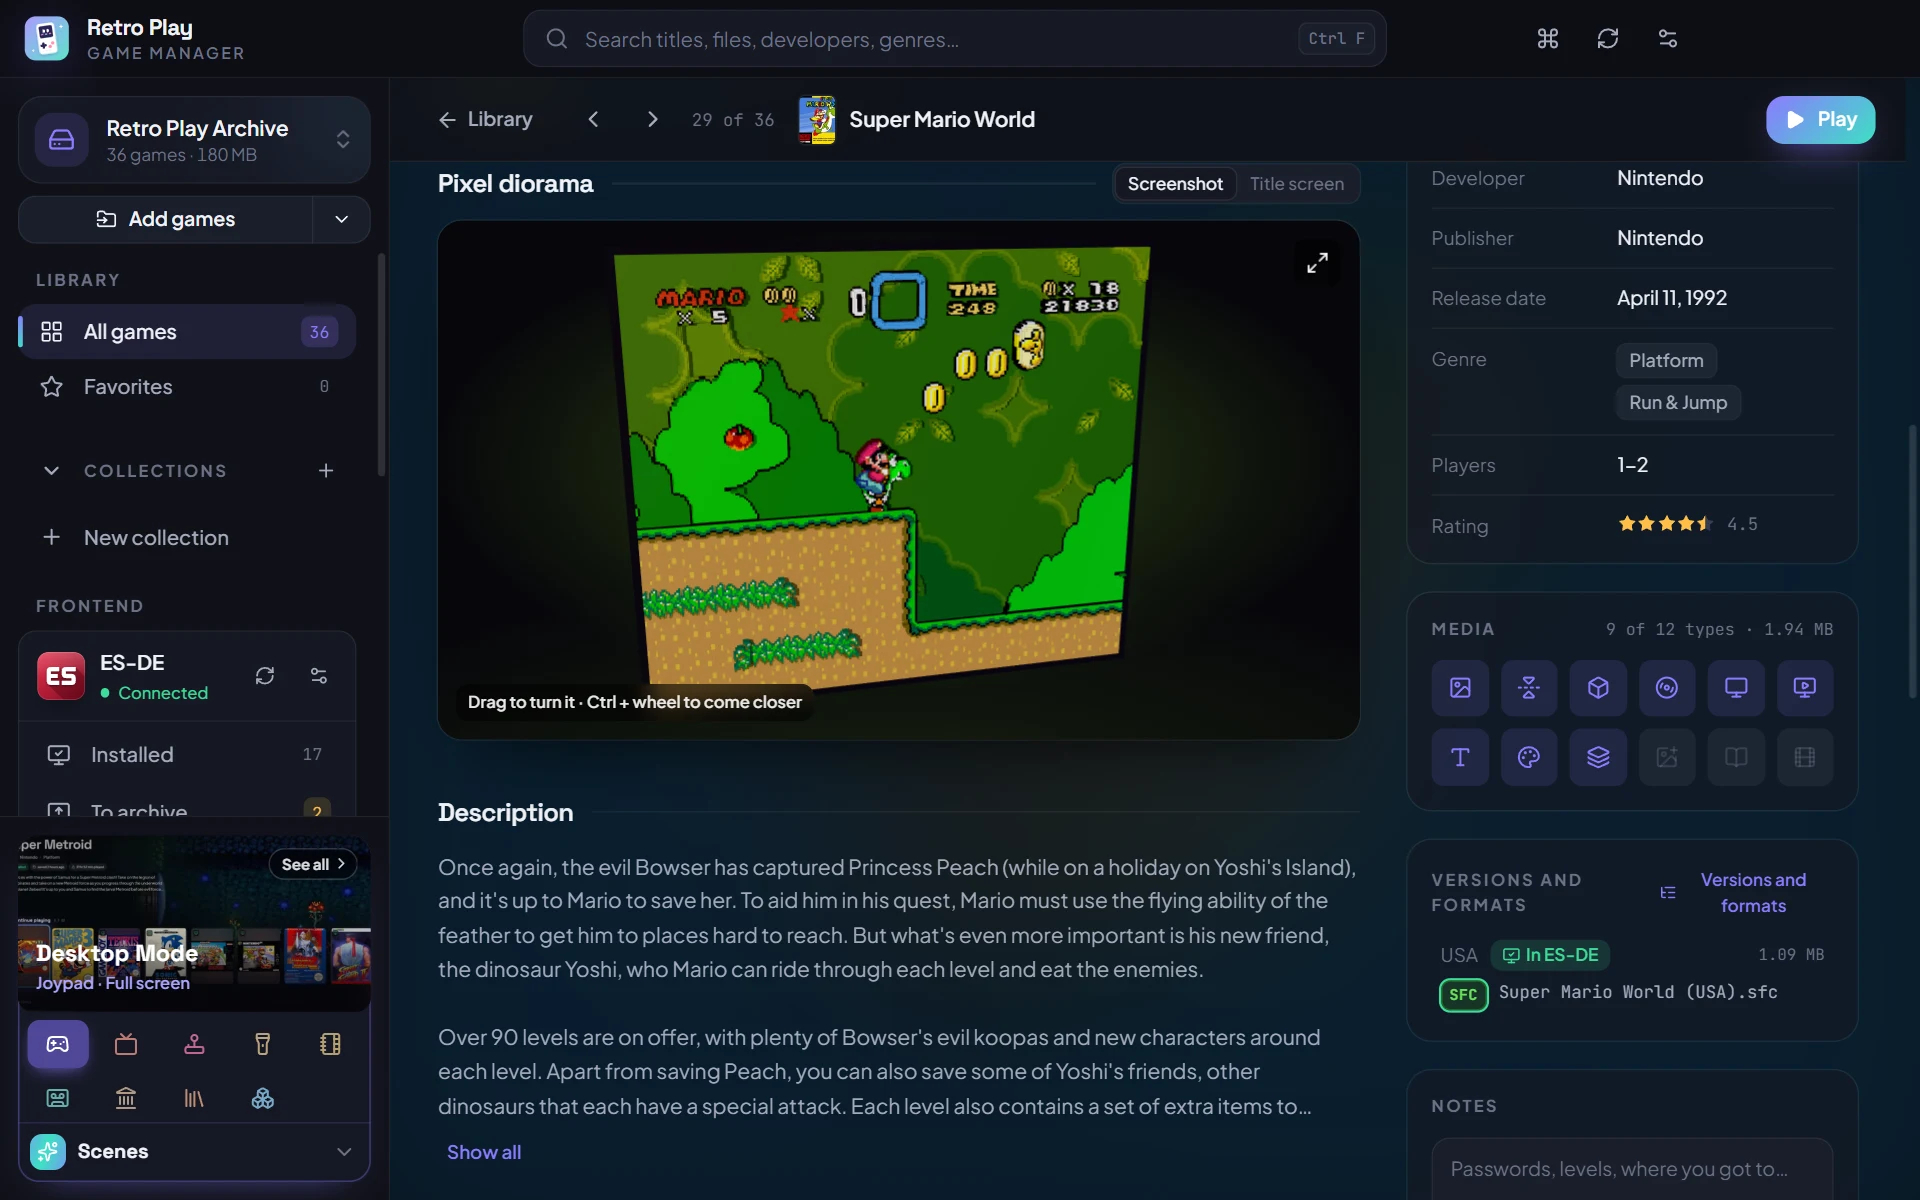 Retro Play
GAME MANAGER
Search titles, files, developers, genres...
Ctrl F
Retro Play Archive
36 games · 180 MB
Add games
LIBRARY
All games
36
Favorites
0
COLLECTIONS
New collection
FRONTEND
ES
ES-DE
Connected
Installed
17
To archive
2
per Metroid
See all
Desktop Mode
Joypad · Full screen
Scenes
Library
29 of 36
Super Mario World
Play
Pixel diorama
Screenshot
Title screen
MARIO
x 5
TIME
248
x 18
21830
Drag to turn it · Ctrl + wheel to come closer
Description
Once again, the evil Bowser has captured Princess Peach (while on a holiday on Yoshi's Island),
and it's up to Mario to save her. To aid him in his quest, Mario must use the flying ability of the
feather to get him to places hard to reach. But what's even more important is his new friend,
the dinosaur Yoshi, who Mario can ride through each level and eat the enemies.
Over 90 levels are on offer, with plenty of Bowser's evil koopas and new characters around
each level. Apart from saving Peach, you can also save some of Yoshi's friends, other
dinosaurs that each have a special attack. Each level also contains a set of extra items to...
Show all
Developer
Nintendo
Publisher
Nintendo
Release date
April 11, 1992
Genre
Platform
Run & Jump
Players
1–2
Rating
4.5
MEDIA
9 of 12 types · 1.94 MB
VERSIONS AND
FORMATS
Versions and
formats
USA
In ES-DE
1.09 MB
SFC
Super Mario World (USA).sfc
NOTES
Passwords, levels, where you got to...